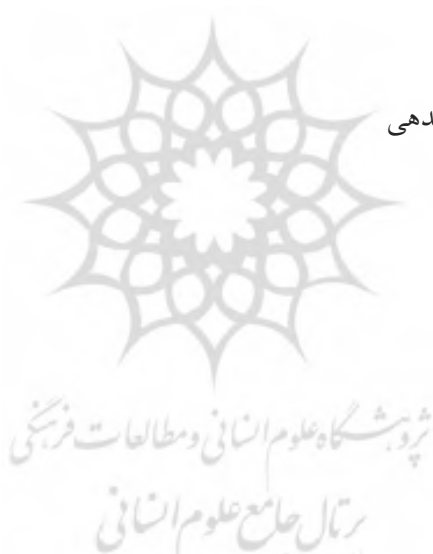 دهی
پژوهشگاه علوم انسانی و مطالعات فرهنگی
پرتال جامع علوم انسانی